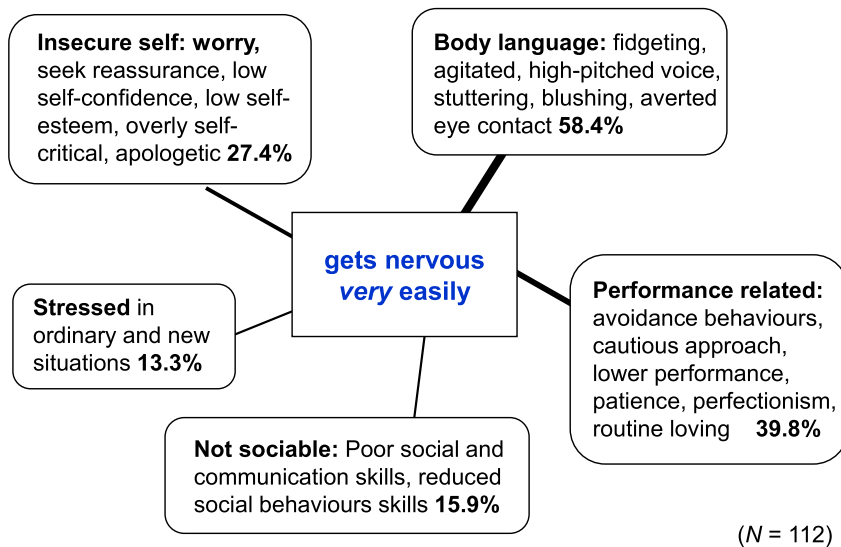 Insecure self: worry,
seek reassurance, low
self-confidence, low self-
esteem, overly self-
critical, apologetic 27.4%
Body language: fidgeting,
agitated, high-pitched voice,
stuttering, blushing, averted
eye contact 58.4%
gets nervous
very easily
Performance related:
avoidance behaviours,
cautious approach,
lower performance,
patience, perfectionism,
routine loving 39.8%
Stressed in
ordinary and new
situations 13.3%
Not sociable: Poor social and
communication skills, reduced
social behaviours skills 15.9%
(N = 112)